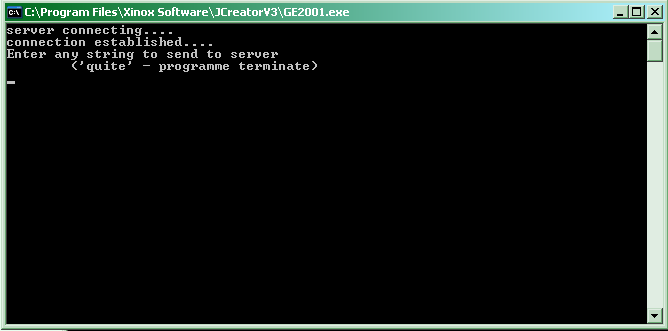 C:\Program Files\Xinox Software\JCreatorV3\GE2001.exe
server connecting....
connection established....
Enter any string to send to server
('quite' - programme terminate)